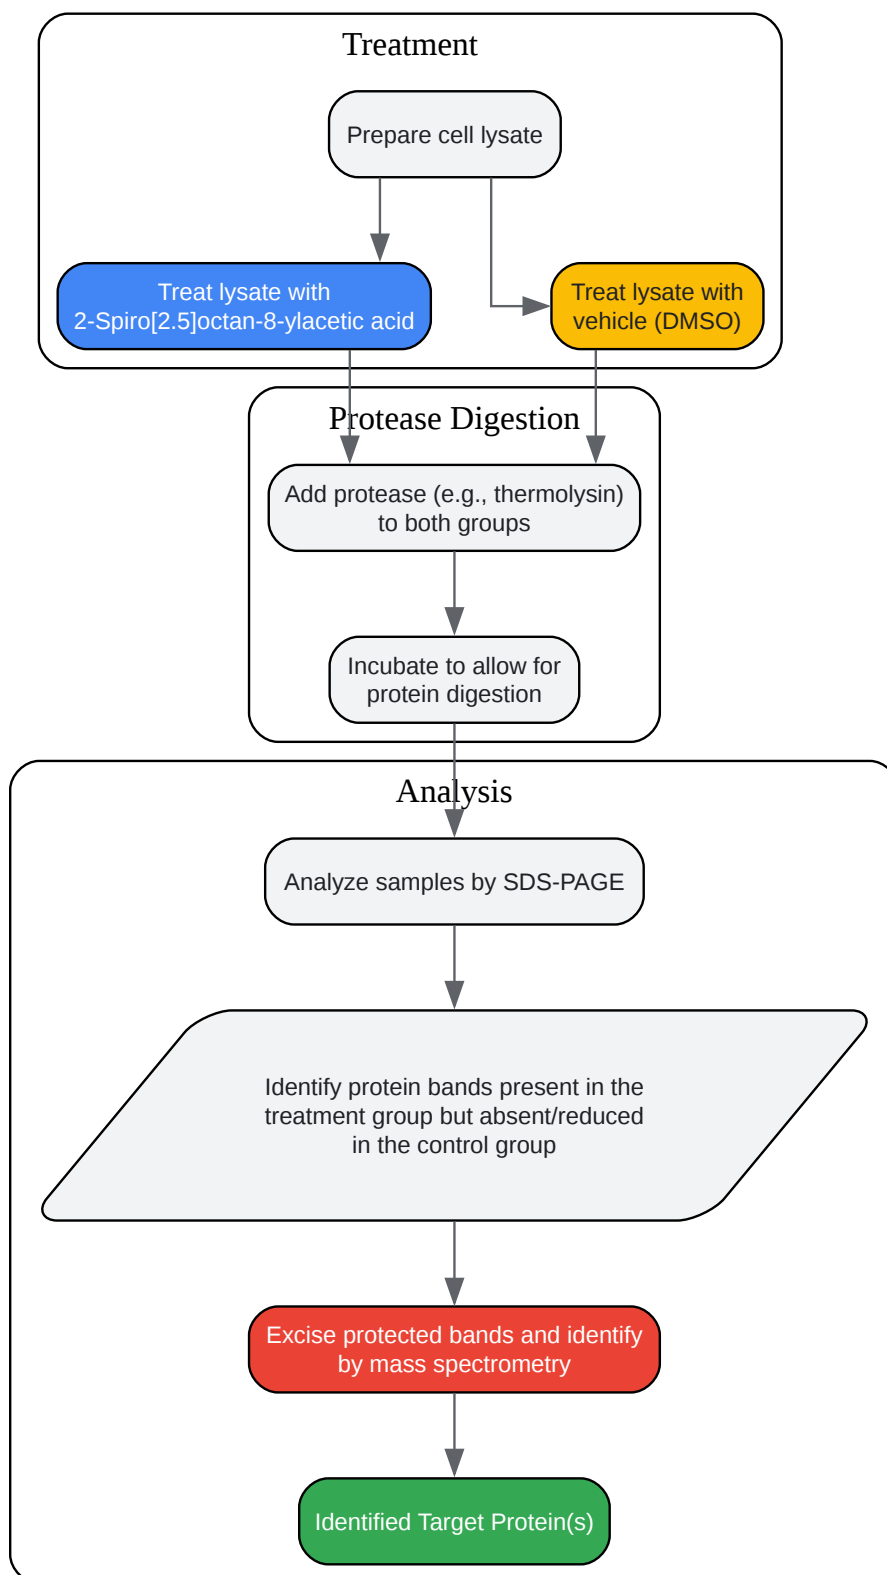 Treatment
Prepare cell lysate
Treat lysate with
2-Spiro[2.5]octan-8-ylacetic acid
Treat lysate with
vehicle (DMSO)
Protease Digestion
Add protease (e.g., thermolysin)
to both groups
Incubate to allow for
protein digestion
Analysis
Analyze samples by SDS-PAGE
Identify protein bands present in the
treatment group but absent/reduced
in the control group
Excise protected bands and identify
by mass spectrometry
Identified Target Protein(s)